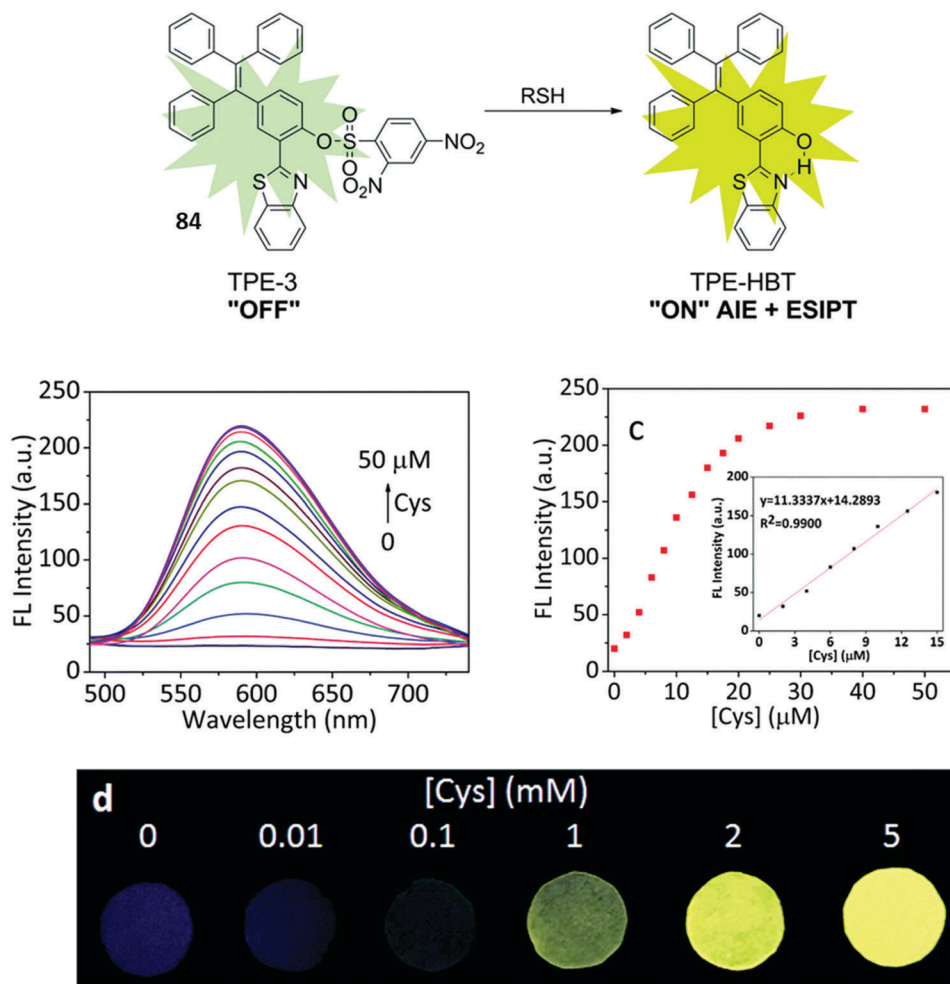 RSH
O
O
S
O
NO₂
O₂N
S
N
84
TPE-3
"OFF"
O
H
S
N
TPE-HBT
"ON" AIE + ESIPT
FL Intensity (a.u.)
250
200
150
100
50
0
50 μM
Cys
0
500 550 600 650 700
Wavelength (nm)
FL Intensity (a.u.)
250
200
150
100
50
0
C
FL Intensity (a.u.)
200
150
100
50
0
y=11.3337x+14.2893
R²=0.9900
0 3 6 9 12 15
[Cys] (μM)
0 10 20 30 40 50
[Cys] (μM)
d
[Cys] (mM)
0 0.01 0.1 1 2 5